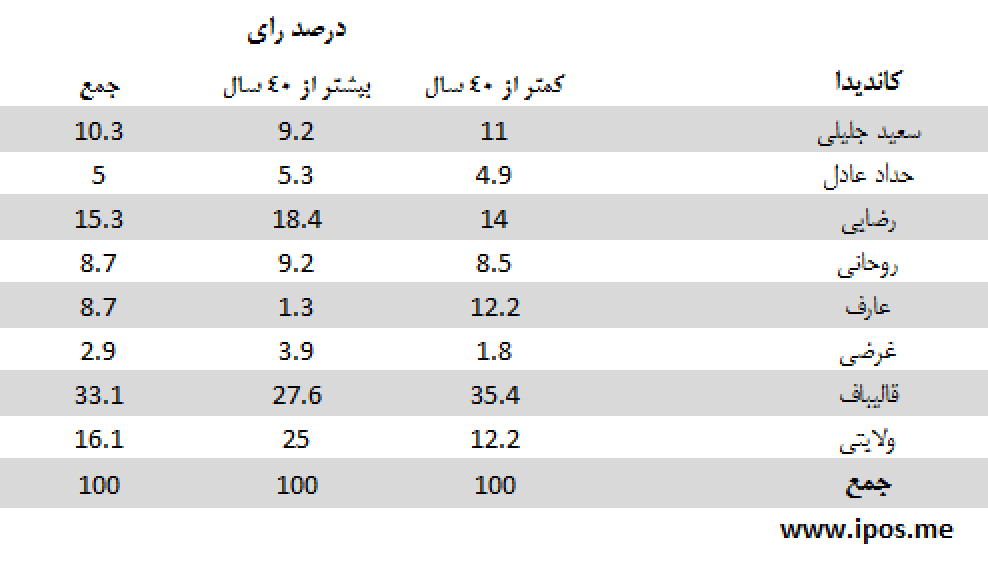 درصد رای
کاندیدا کمتر از ٤٠ سال بیشتر از ٤٠ سال جمع
سعید جلیلی 11 9.2 10.3
حداد عادل 4.9 5.3 5
رضایی 14 18.4 15.3
روحانی 8.5 9.2 8.7
عارف 12.2 1.3 8.7
غرضی 1.8 3.9 2.9
قالیباف 35.4 27.6 33.1
ولایتی 12.2 25 16.1
جمع 100 100 100
www.ipos.me